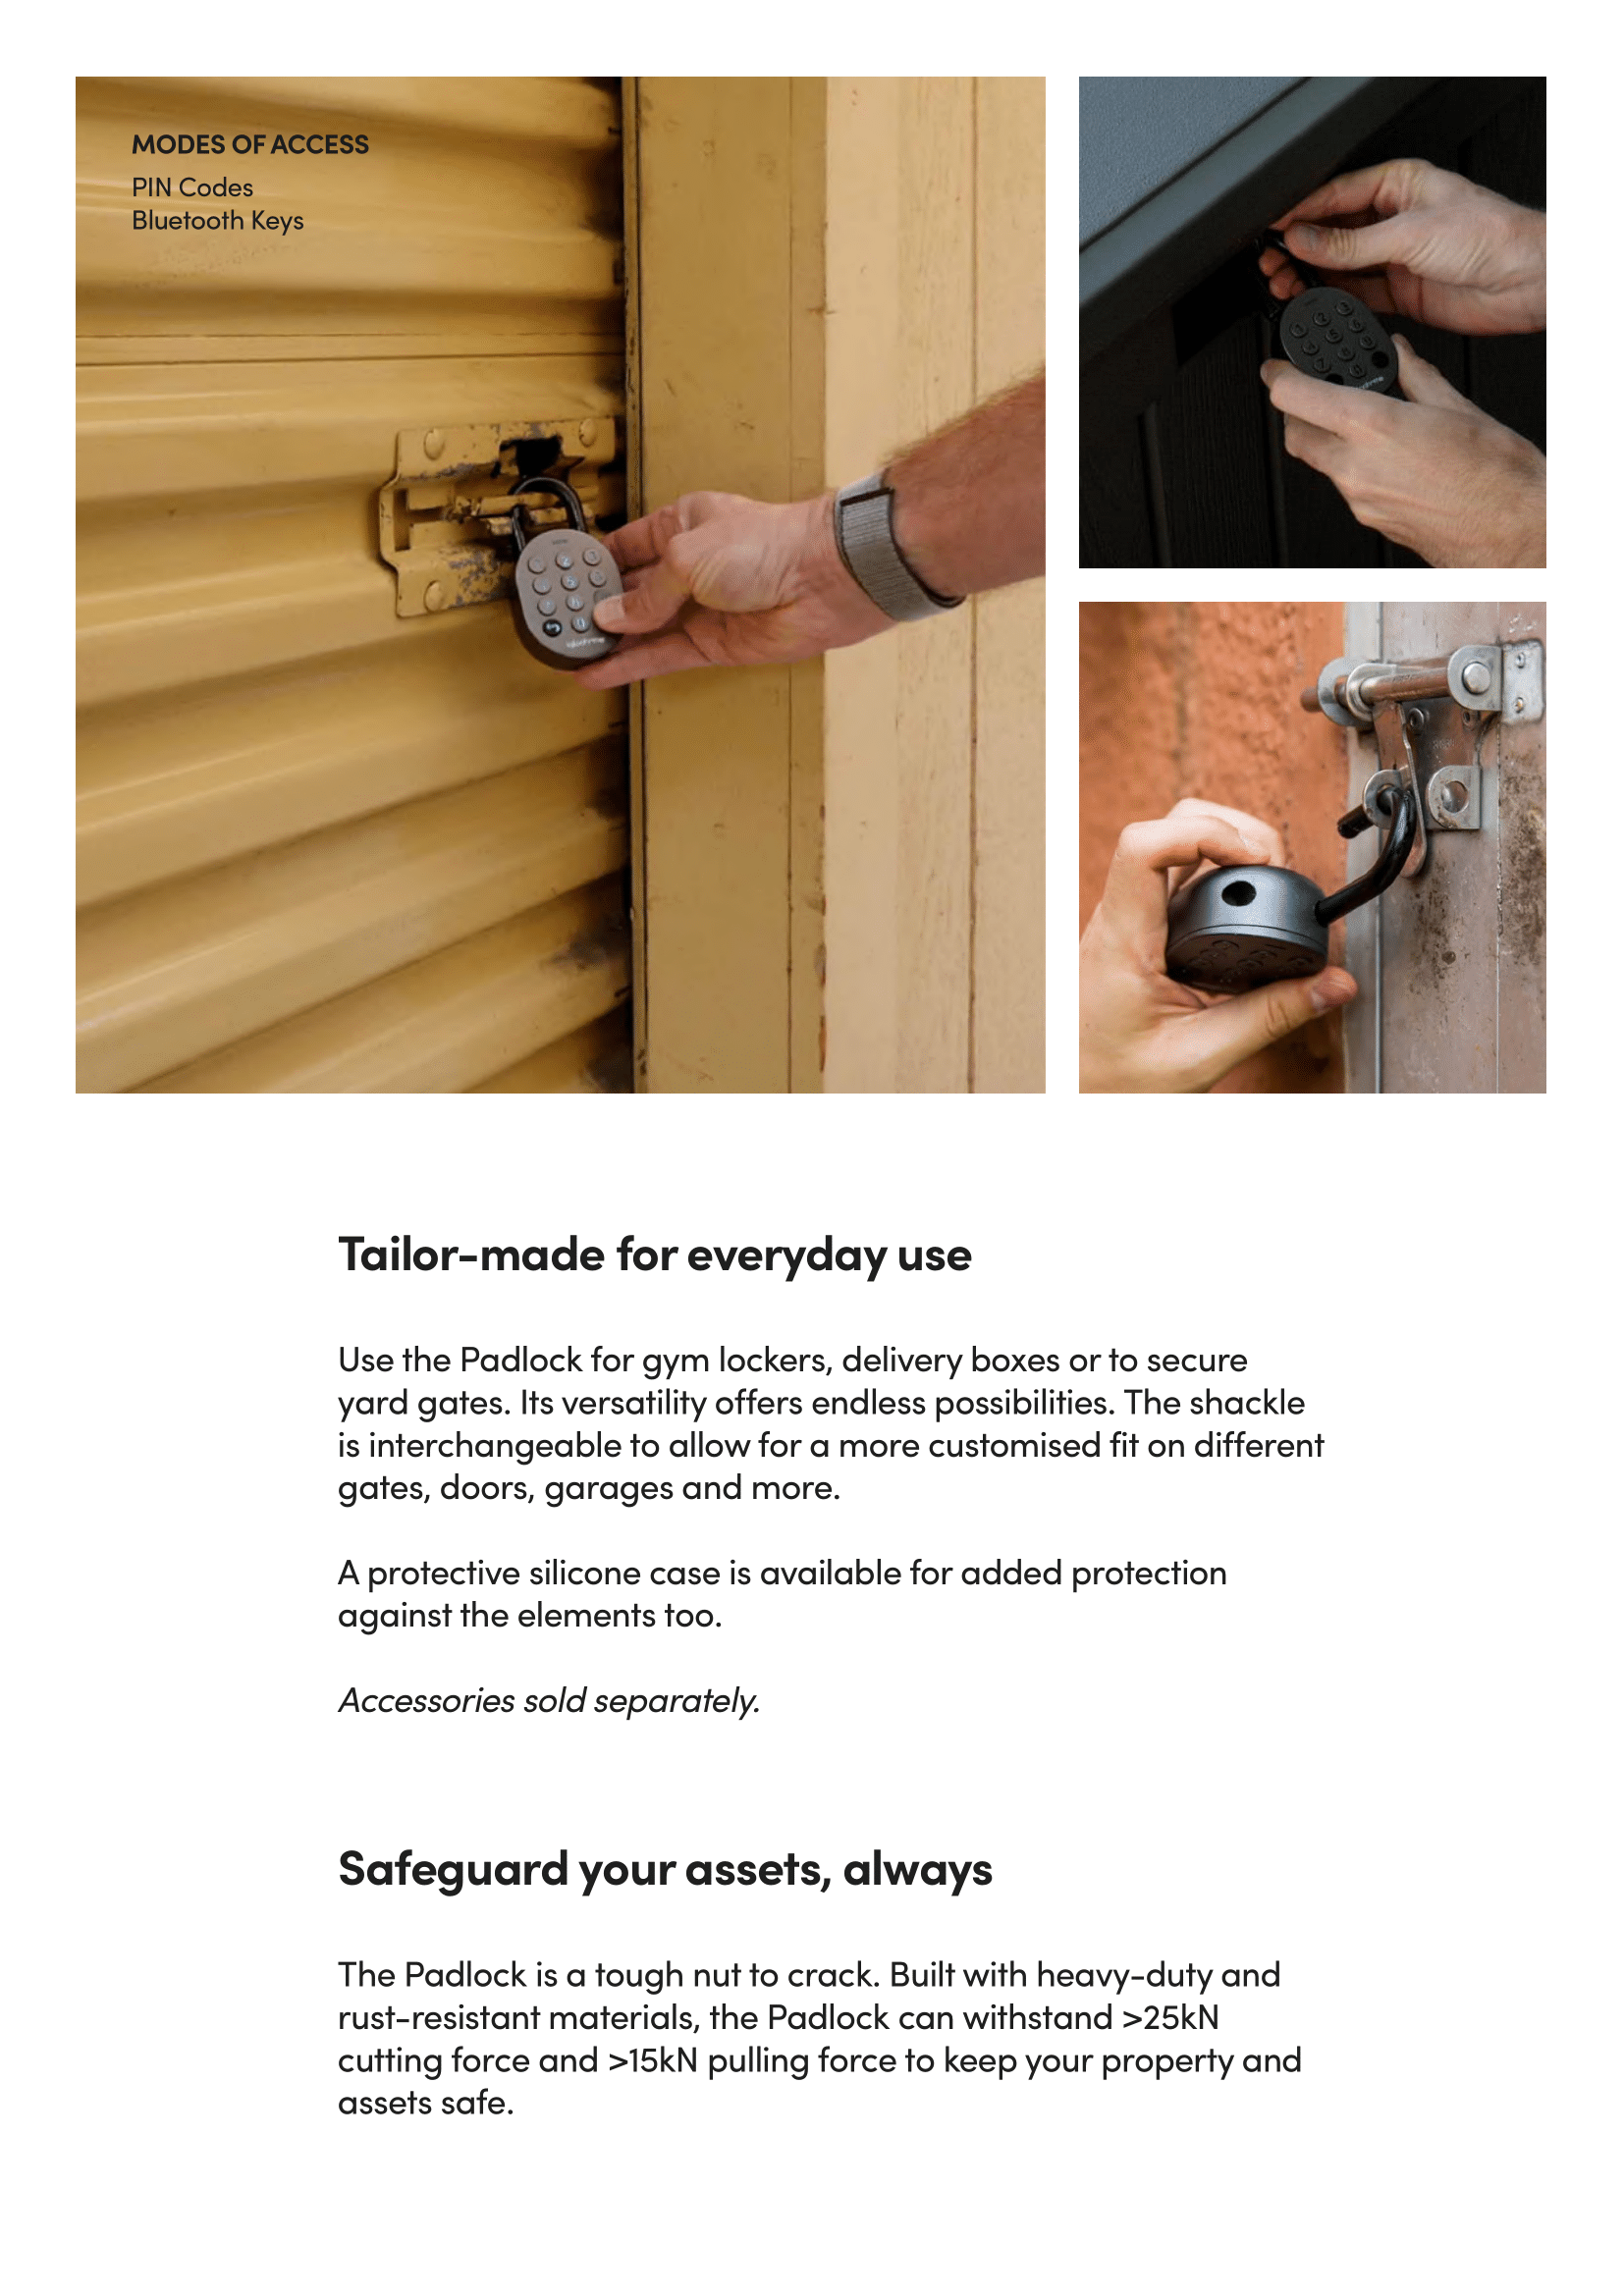 MODES OF ACCESS
PIN Codes
Bluetooth Keys
Tailor-made for everyday use
Use the Padlock for gym lockers, delivery boxes or to secure
yard gates. Its versatility offers endless possibilities. The shackle
is interchangeable to allow for a more customised fit on different
gates, doors, garages and more.
A protective silicone case is available for added protection
against the elements too.
Accessories sold separately.
Safeguard your assets, always
The Padlock is a tough nut to crack. Built with heavy-duty and
rust-resistant materials, the Padlock can withstand >25kN
cutting force and >15kN pulling force to keep your property and
assets safe.